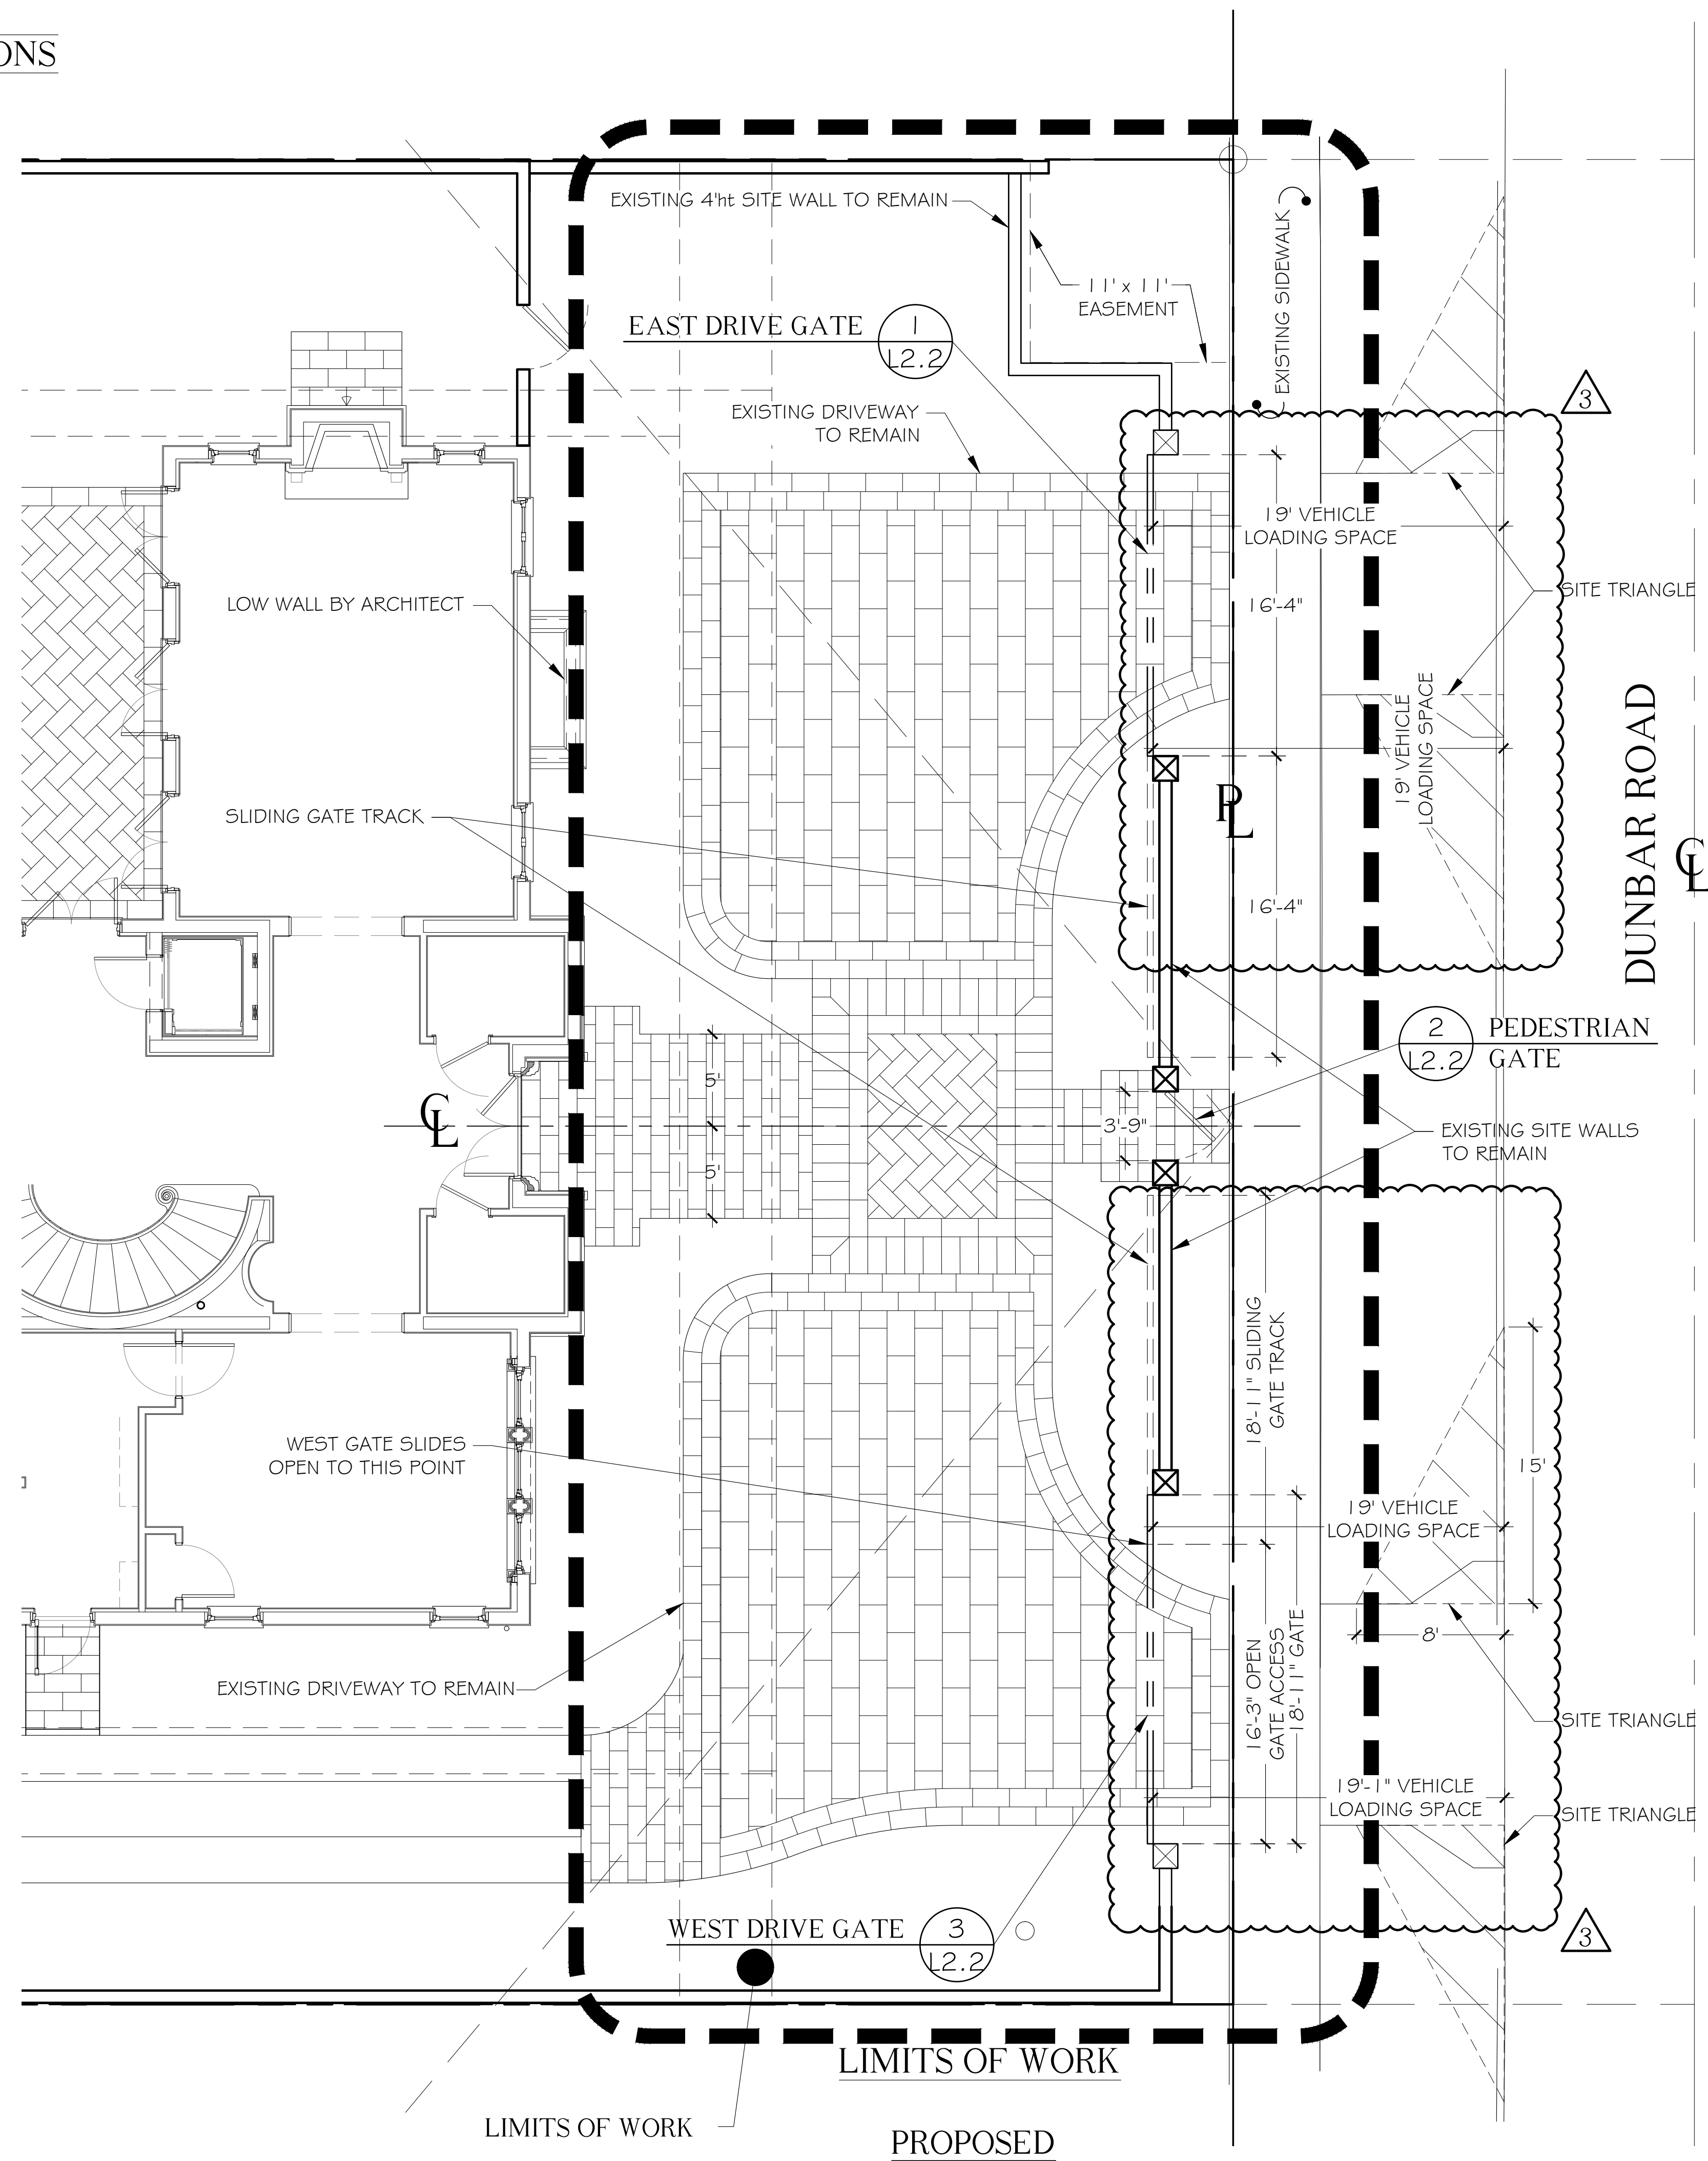 ONS
EXISTING 4'ht SITE WALL TO REMAIN
EXISTING SIDEWALK
11' x 11'
EASEMENT
EAST DRIVE GATE
1
L2.2
EXISTING DRIVEWAY
TO REMAIN
3
19' VEHICLE
LOADING SPACE
SITE TRIANGLE
LOW WALL BY ARCHITECT
16'-4"
19' VEHICLE
LOADING SPACE
DUNBAR ROAD
SLIDING GATE TRACK
PL
CL
16'-4"
2
L2.2
PEDESTRIAN
GATE
5'
CL
3'-9"
5'
EXISTING SITE WALLS
TO REMAIN
18'-11" SLIDING
GATE TRACK
WEST GATE SLIDES
OPEN TO THIS POINT
15'
19' VEHICLE
LOADING SPACE
8'
16'-3" OPEN
GATE ACCESS
18'-11" GATE
EXISTING DRIVEWAY TO REMAIN
SITE TRIANGLE
19'-1" VEHICLE
LOADING SPACE
SITE TRIANGLE
WEST DRIVE GATE
3
L2.2
3
LIMITS OF WORK
LIMITS OF WORK
PROPOSED